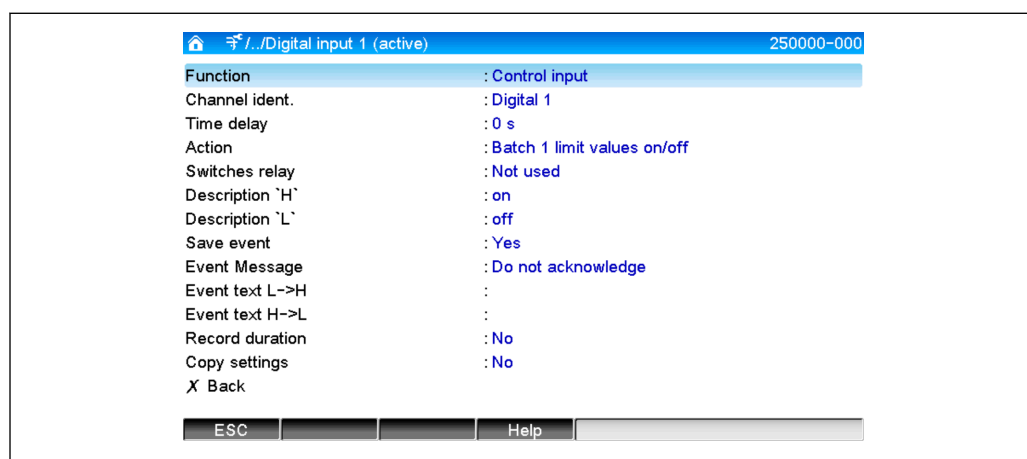 /../Digital input 1 (active) 250000-000
Function : Control input
Channel ident. : Digital 1
Time delay : 0 s
Action : Batch 1 limit values on/off
Switches relay : Not used
Description `H` : on
Description `L` : off
Save event : Yes
Event Message : Do not acknowledge
Event text L->H :
Event text H->L :
Record duration : No
Copy settings : No
X Back
ESC Help